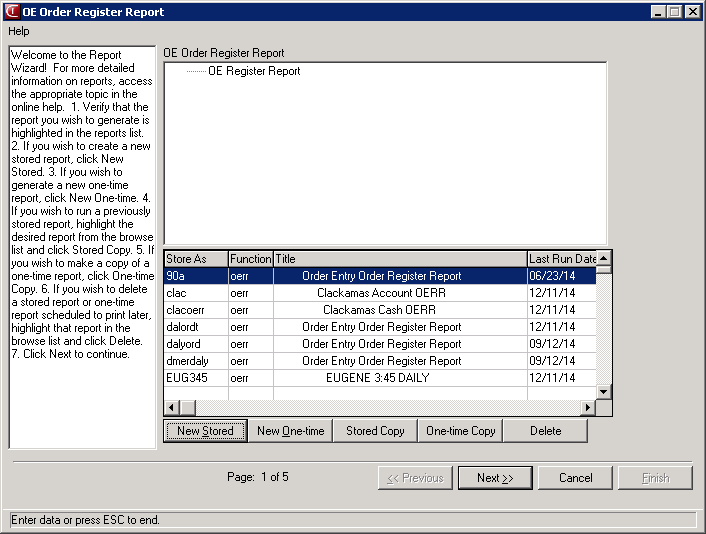 OE Order Register Report
Help
Welcome to the Report
Wizard!  For more detailed
information on reports, access
the appropriate topic in the
online help.  1. Verify that the
report you wish to generate is
highlighted in the reports list.
2. If you wish to create a new
stored report, click New
Stored. 3. If you wish to
generate a new one-time
report, click New One-time. 4.
If you wish to run a previously
stored report, highlight the
desired report from the browse
list and click Stored Copy. 5. If
you wish to make a copy of a
one-time report, click One-time
Copy. 6. If you wish to delete
a stored report or one-time
report scheduled to print later,
highlight that report in the
browse list and click Delete.
7. Click Next to continue.
OE Order Register Report
OE Register Report
Store As Function Title Last Run Date
90a oerr Order Entry Order Register Report 06/23/14
clac oerr Clackamas Account OERR 12/11/14
clacoerr oerr Clackamas Cash OERR 12/11/14
dalordt oerr Order Entry Order Register Report 12/11/14
dalyord oerr Order Entry Order Register Report 09/12/14
dmerdaly oerr Order Entry Order Register Report 09/12/14
EUG345 oerr EUGENE 3:45 DAILY 12/11/14
New Stored New One-time Stored Copy One-time Copy Delete
Page:  1 of 5 << Previous Next >> Cancel Finish
Enter data or press ESC to end.